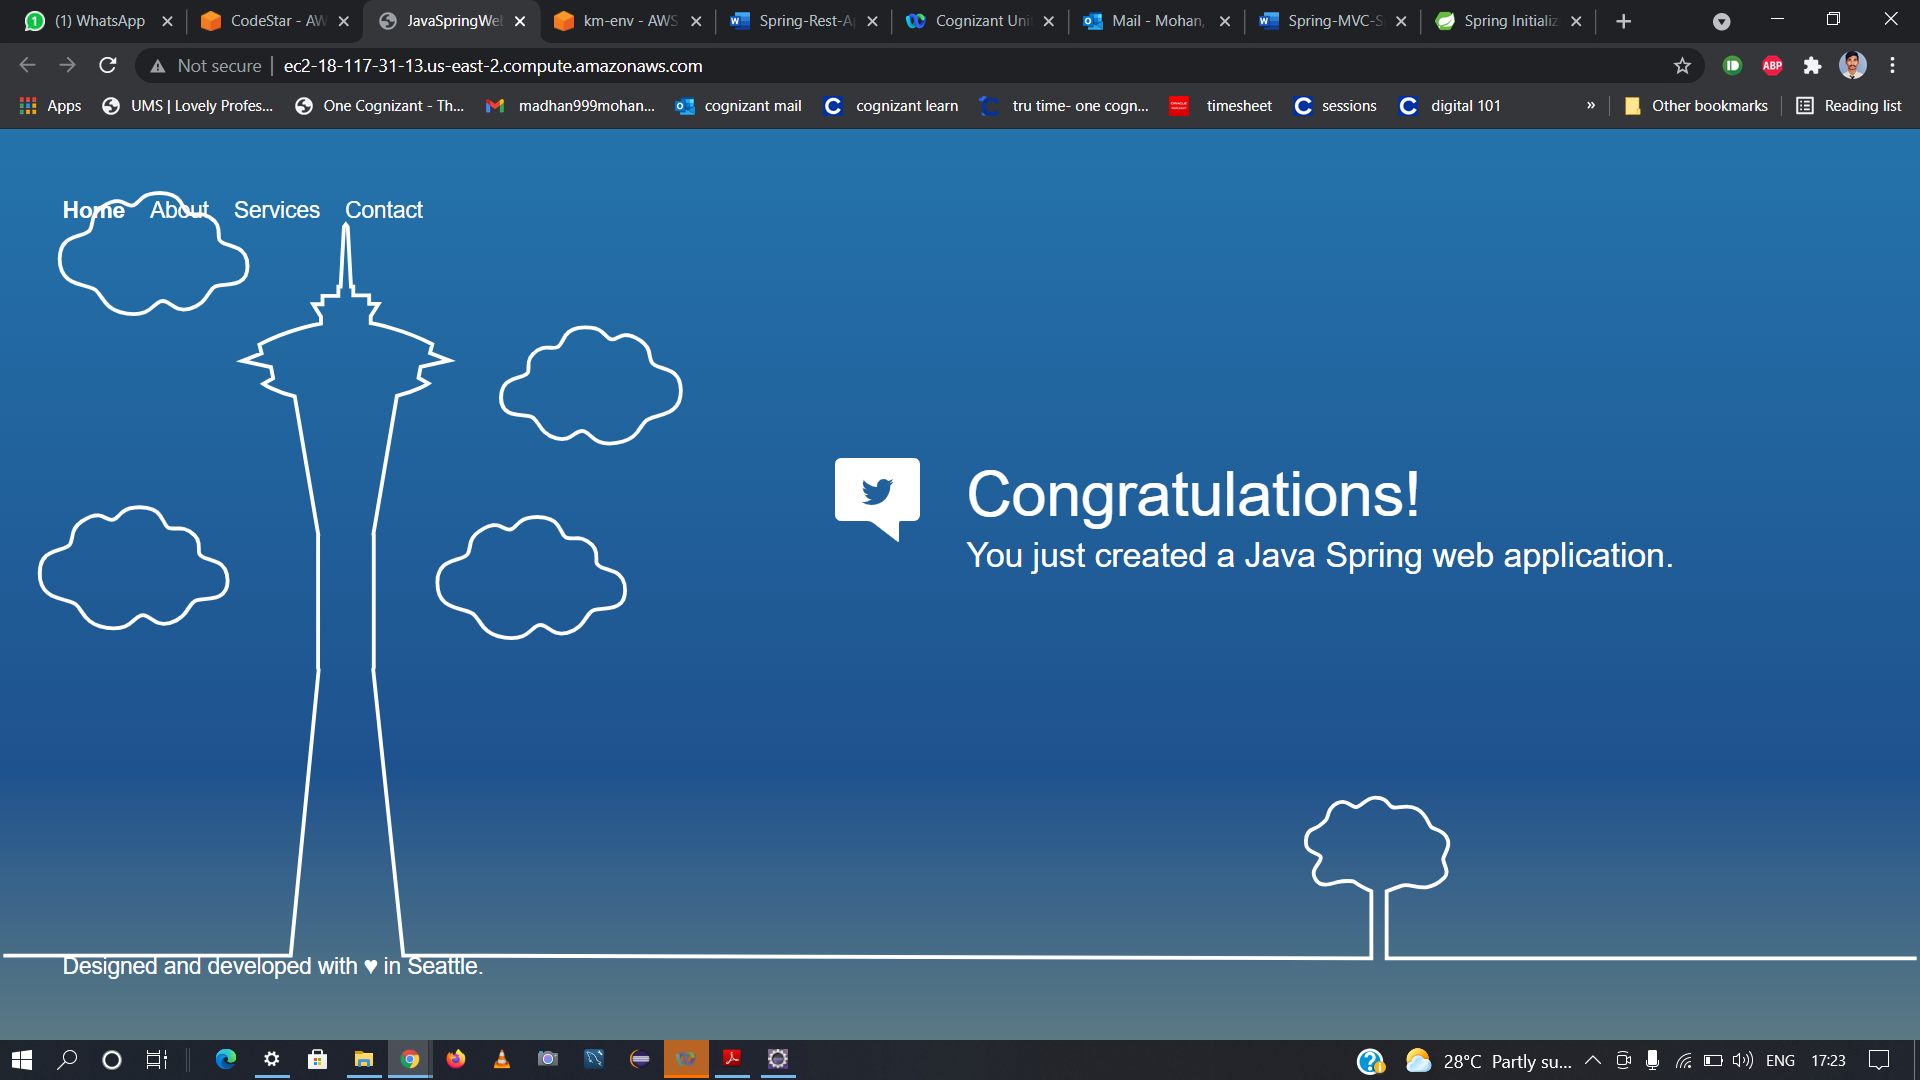 (1) WhatsApp
CodeStar - AW
JavaSpringWel
km-env - AWS
Spring-Rest-A
Cognizant Uni
Mail - Mohan,
Spring-MVC-S
Spring Initializ
Not secure
ec2-18-117-31-13.us-east-2.compute.amazonaws.com
ABP
Apps
UMS | Lovely Profes...
One Cognizant - Th...
madhan999mohan...
cognizant mail
cognizant learn
tru time- one cogn...
timesheet
sessions
digital 101
»
Other bookmarks
Reading list
Home About Services Contact
Congratulations!
You just created a Java Spring web application.
Designed and developed with ♥ in Seattle.
28°C Partly su...
ENG
17:23